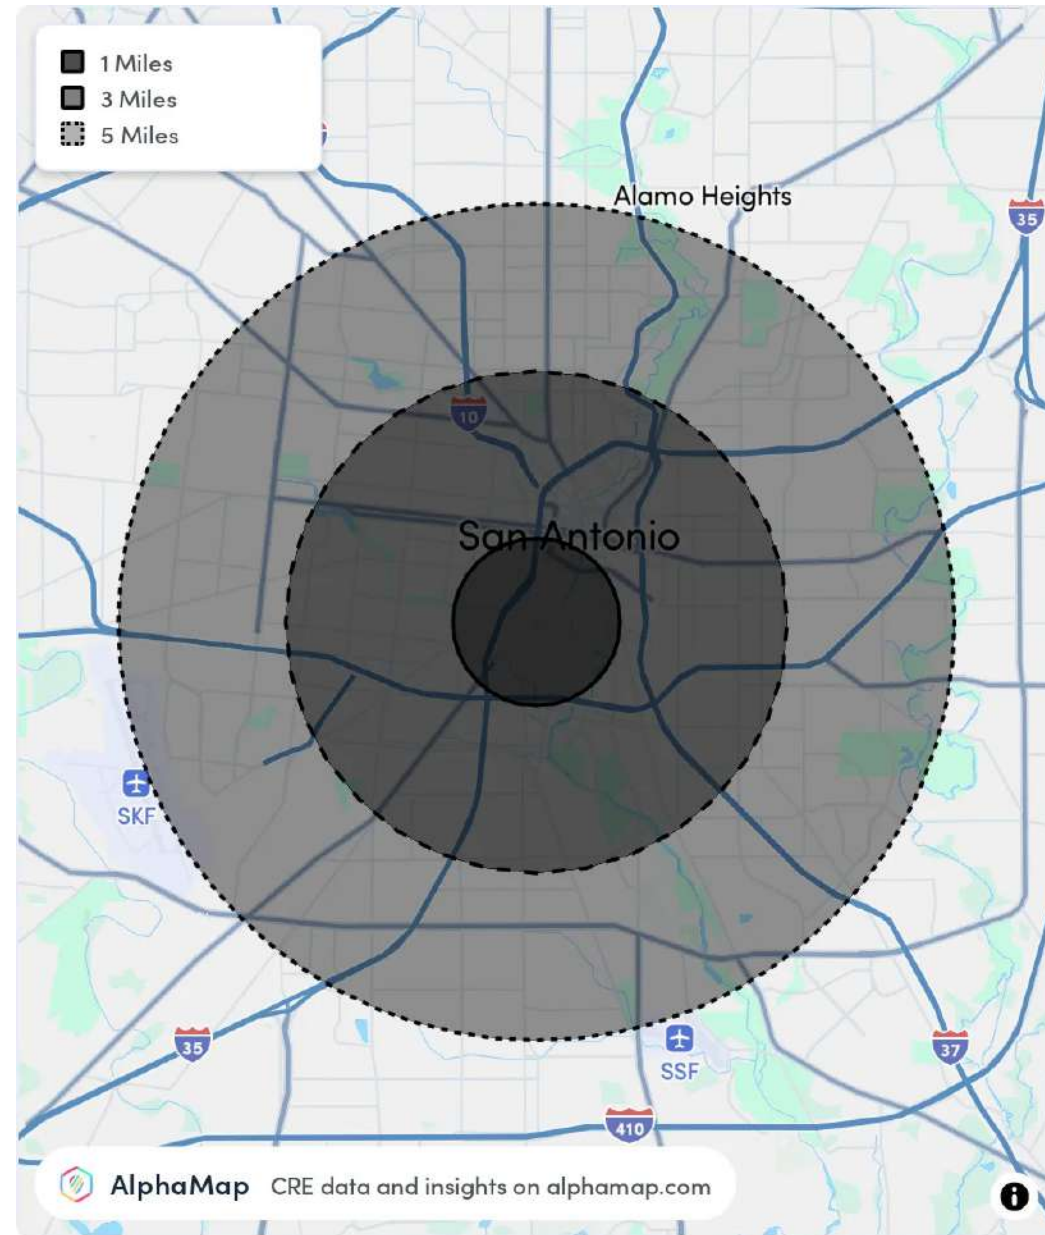 1 Miles
3 Miles
5 Miles
Alamo Heights
35
10
San Antonio
SKF
35
SSF
37
410
AlphaMap CRE data and insights on alphamap.com